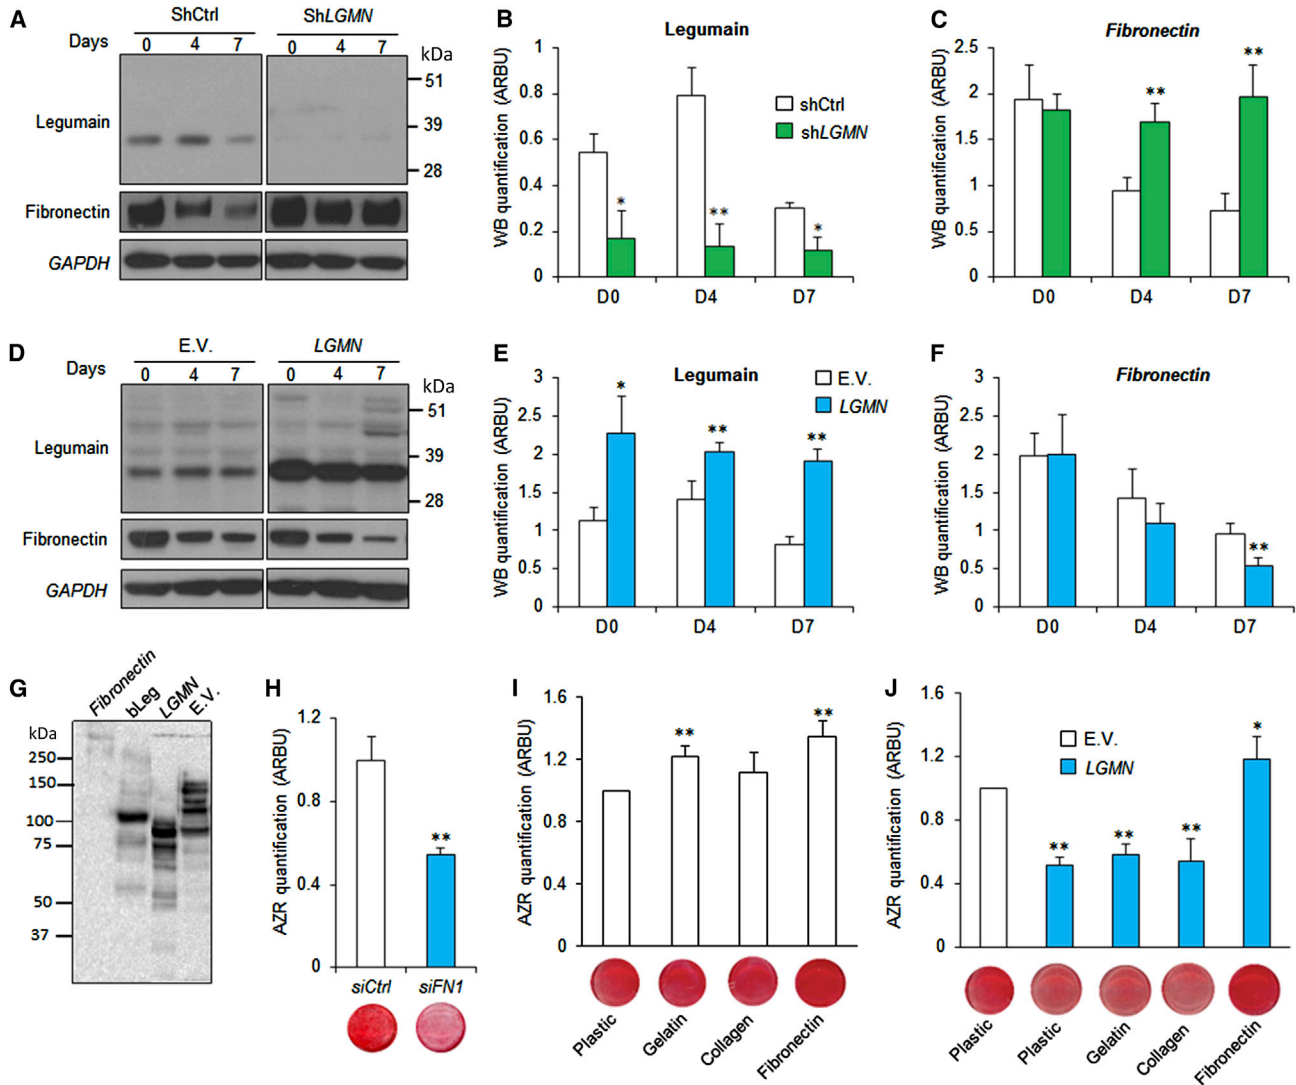 A
ShCtrl
ShLGMN
Days
0 4 7
0 4 7
kDa
51
39
28
Legumain
Fibronectin
GAPDH
B
Legumain
WB quantification (ARBU)
1
0.8
0.6
0.4
0.2
0
shCtrl
shLGMN
*
**
*
D0 D4 D7
C
Fibronectin
WB quantification (ARBU)
2.5
2
1.5
1
0.5
0
**
**
D0 D4 D7
D
E.V.
LGMN
Days
0 4 7
0 4 7
kDa
51
39
28
Legumain
Fibronectin
GAPDH
E
Legumain
WB quantification (ARBU)
3
2.5
2
1.5
1
0.5
0
E.V.
LGMN
*
**
**
D0 D4 D7
F
Fibronectin
WB quantification (ARBU)
3
2.5
2
1.5
1
0.5
0
**
D0 D4 D7
G
Fibronectin
bLeg
LGMN
E.V.
kDa
250
150
100
75
50
37
H
AZR quantification (ARBU)
1.2
0.8
0.4
0
**
siCtrl siFN1
I
AZR quantification (ARBU)
1.6
1.2
0.8
0.4
0
**
**
Plastic
Gelatin
Collagen
Fibronectin
J
AZR quantification (ARBU)
1.6
1.2
0.8
0.4
0
E.V.
LGMN
**
**
**
*
Plastic
Plastic
Gelatin
Collagen
Fibronectin